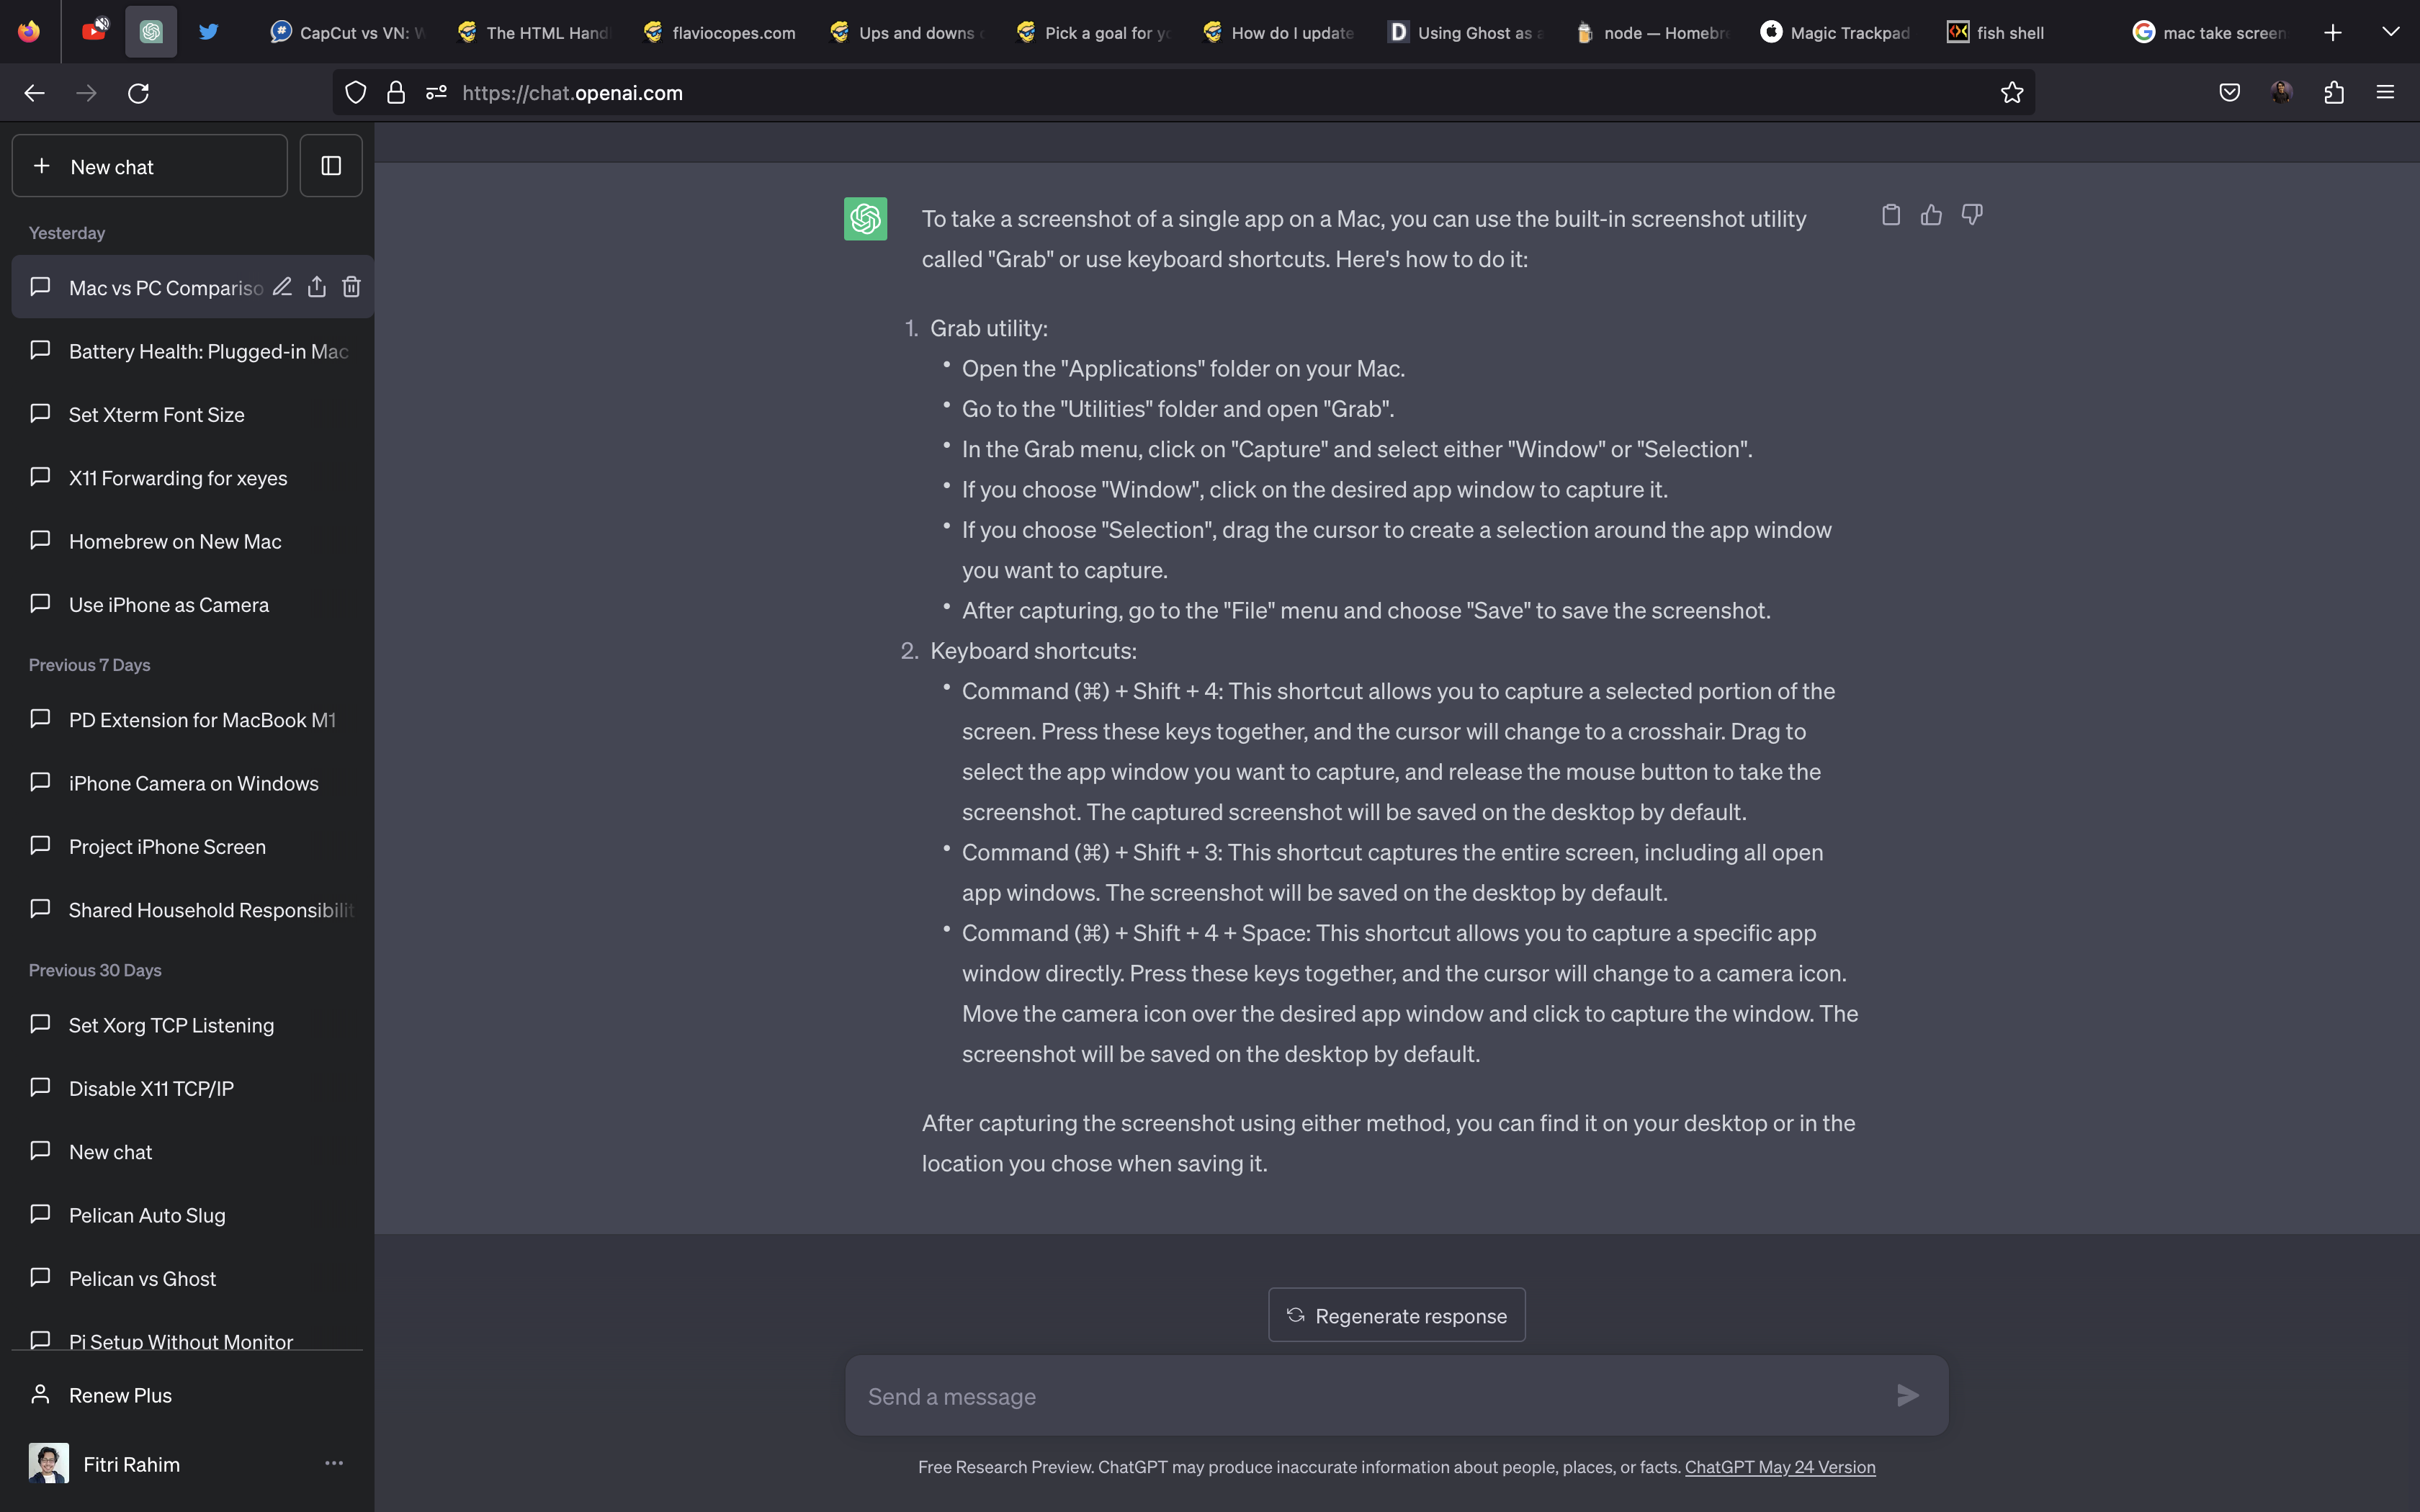 CapCut vs VN:
The HTML Hand
flaviocopes.com
Ups and downs
Pick a goal for yo
How do I update
Using Ghost as a
node — Homebre
Magic Trackpad
fish shell
mac take screen
https://chat.openai.com
New chat
Yesterday
Mac vs PC Compariso
Battery Health: Plugged-in Mac
Set Xterm Font Size
X11 Forwarding for xeyes
Homebrew on New Mac
Use iPhone as Camera
Previous 7 Days
PD Extension for MacBook M1
iPhone Camera on Windows
Project iPhone Screen
Shared Household Responsibilit
Previous 30 Days
Set Xorg TCP Listening
Disable X11 TCP/IP
New chat
Pelican Auto Slug
Pelican vs Ghost
Pi Setup Without Monitor
Renew Plus
Fitri Rahim
To take a screenshot of a single app on a Mac, you can use the built-in screenshot utility
called "Grab" or use keyboard shortcuts. Here's how to do it:
1. Grab utility:
• Open the "Applications" folder on your Mac.
• Go to the "Utilities" folder and open "Grab".
• In the Grab menu, click on "Capture" and select either "Window" or "Selection".
• If you choose "Window", click on the desired app window to capture it.
• If you choose "Selection", drag the cursor to create a selection around the app window
you want to capture.
• After capturing, go to the "File" menu and choose "Save" to save the screenshot.
2. Keyboard shortcuts:
• Command (⌘) + Shift + 4: This shortcut allows you to capture a selected portion of the
screen. Press these keys together, and the cursor will change to a crosshair. Drag to
select the app window you want to capture, and release the mouse button to take the
screenshot. The captured screenshot will be saved on the desktop by default.
• Command (⌘) + Shift + 3: This shortcut captures the entire screen, including all open
app windows. The screenshot will be saved on the desktop by default.
• Command (⌘) + Shift + 4 + Space: This shortcut allows you to capture a specific app
window directly. Press these keys together, and the cursor will change to a camera icon.
Move the camera icon over the desired app window and click to capture the window. The
screenshot will be saved on the desktop by default.
After capturing the screenshot using either method, you can find it on your desktop or in the
location you chose when saving it.
Regenerate response
Send a message
Free Research Preview. ChatGPT may produce inaccurate information about people, places, or facts. ChatGPT May 24 Version